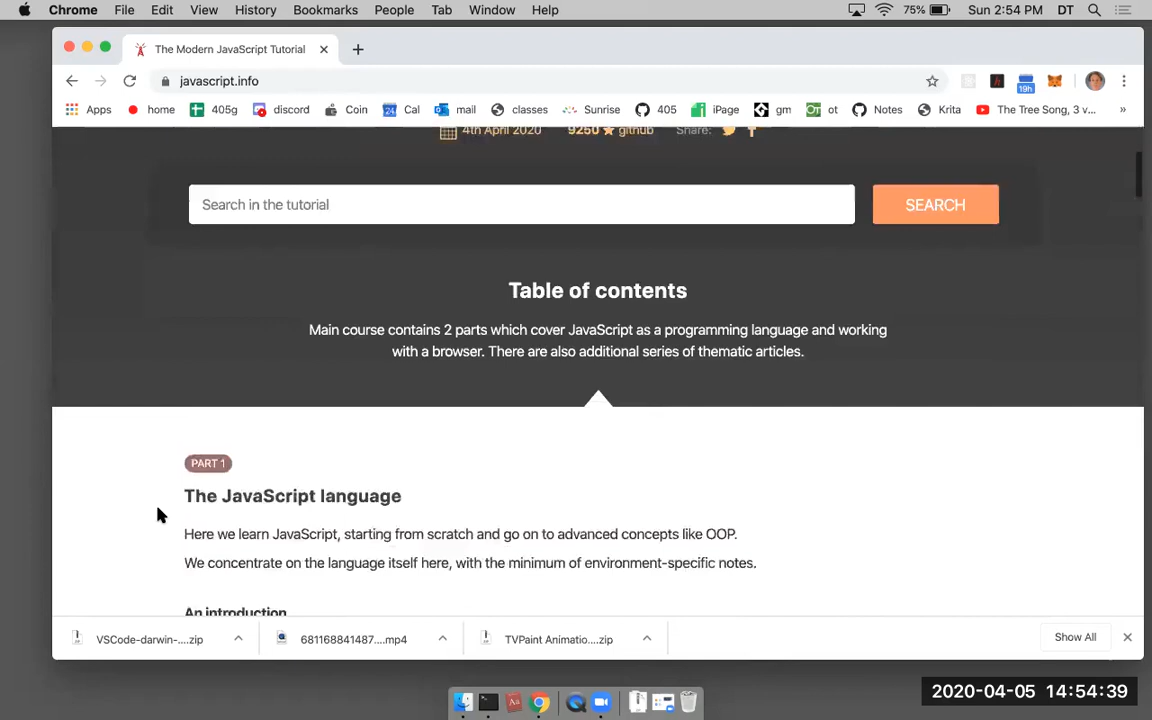 Chrome File Edit View History Bookmarks People Tab Window Help 75% Sun 2:54 PM DT
The Modern JavaScript Tutorial
javascript.info
19h
Apps home 405g discord Coin 24 Cal mail classes Sunrise 405 iPage gm ot Notes Krita The Tree Song, 3 v... »
4th April 2020 9250 github Share:
Search in the tutorial SEARCH
Table of contents
Main course contains 2 parts which cover JavaScript as a programming language and working
with a browser. There are also additional series of thematic articles.
PART 1
The JavaScript language
Here we learn JavaScript, starting from scratch and go on to advanced concepts like OOP.
We concentrate on the language itself here, with the minimum of environment-specific notes.
An introduction
VSCode-darwin-....zip 681168841487....mp4 TVPaint Animatio....zip Show All
2020-04-05 14:54:39